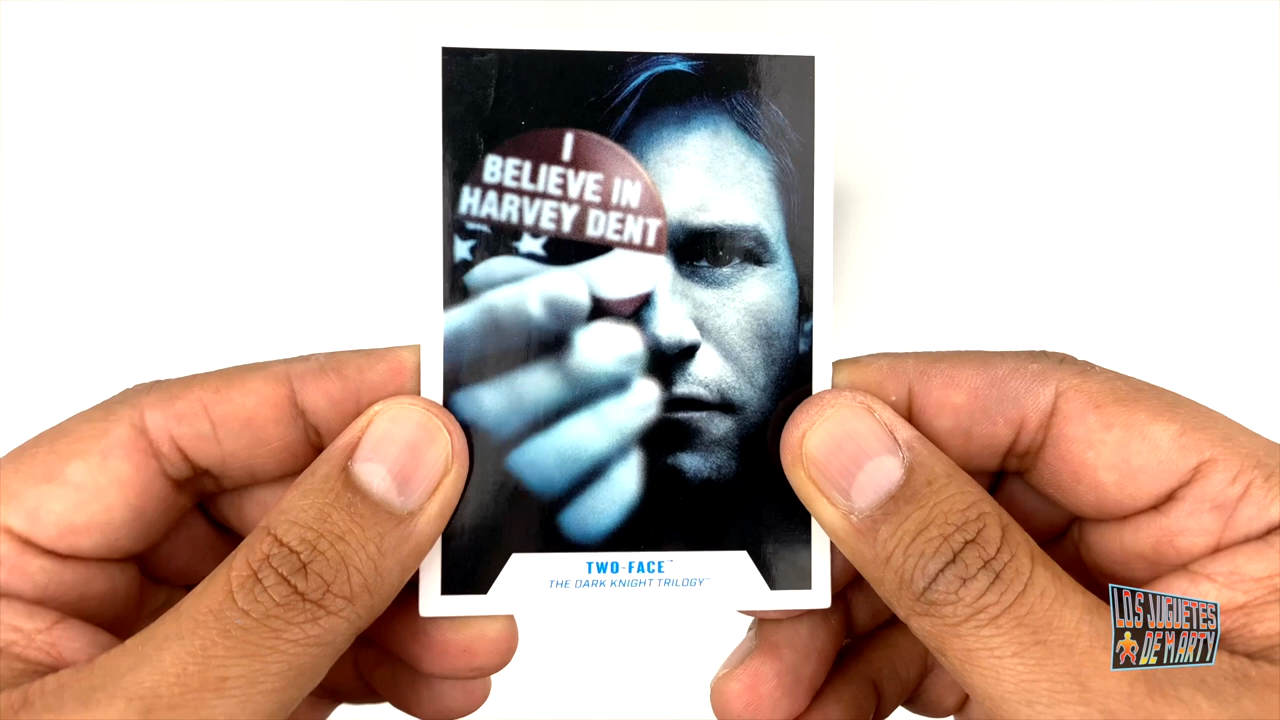 I
BELIEVE IN
HARVEY DENT
TWO-FACE™
THE DARK KNIGHT TRILOGY™
LOS JUGUETES
DE MARTY